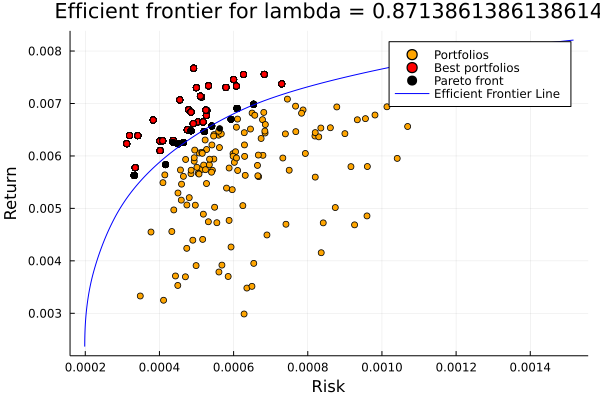 Efficient frontier for lambda = 0.8713861386138614
0.008
0.007
0.006
0.005
0.004
0.003
Return
Portfolios
Best portfolios
Pareto front
Efficient Frontier Line
0.0002 0.0004 0.0006 0.0008 0.0010 0.0012 0.0014
Risk